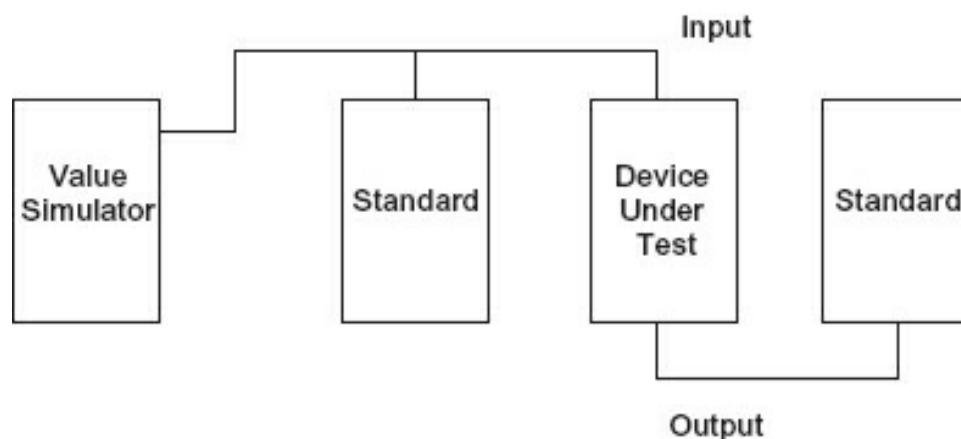 Input
Value
Simulator
Standard
Device
Under
Test
Standard
Output